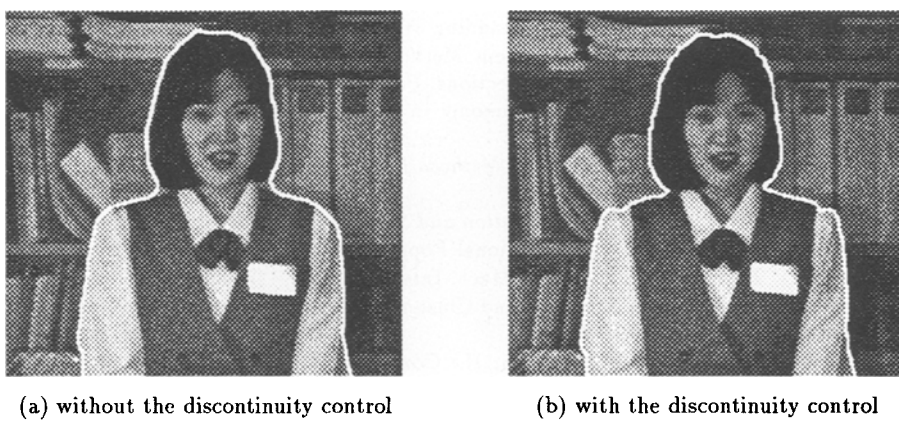 (a) without the discontinuity control
(b) with the discontinuity control